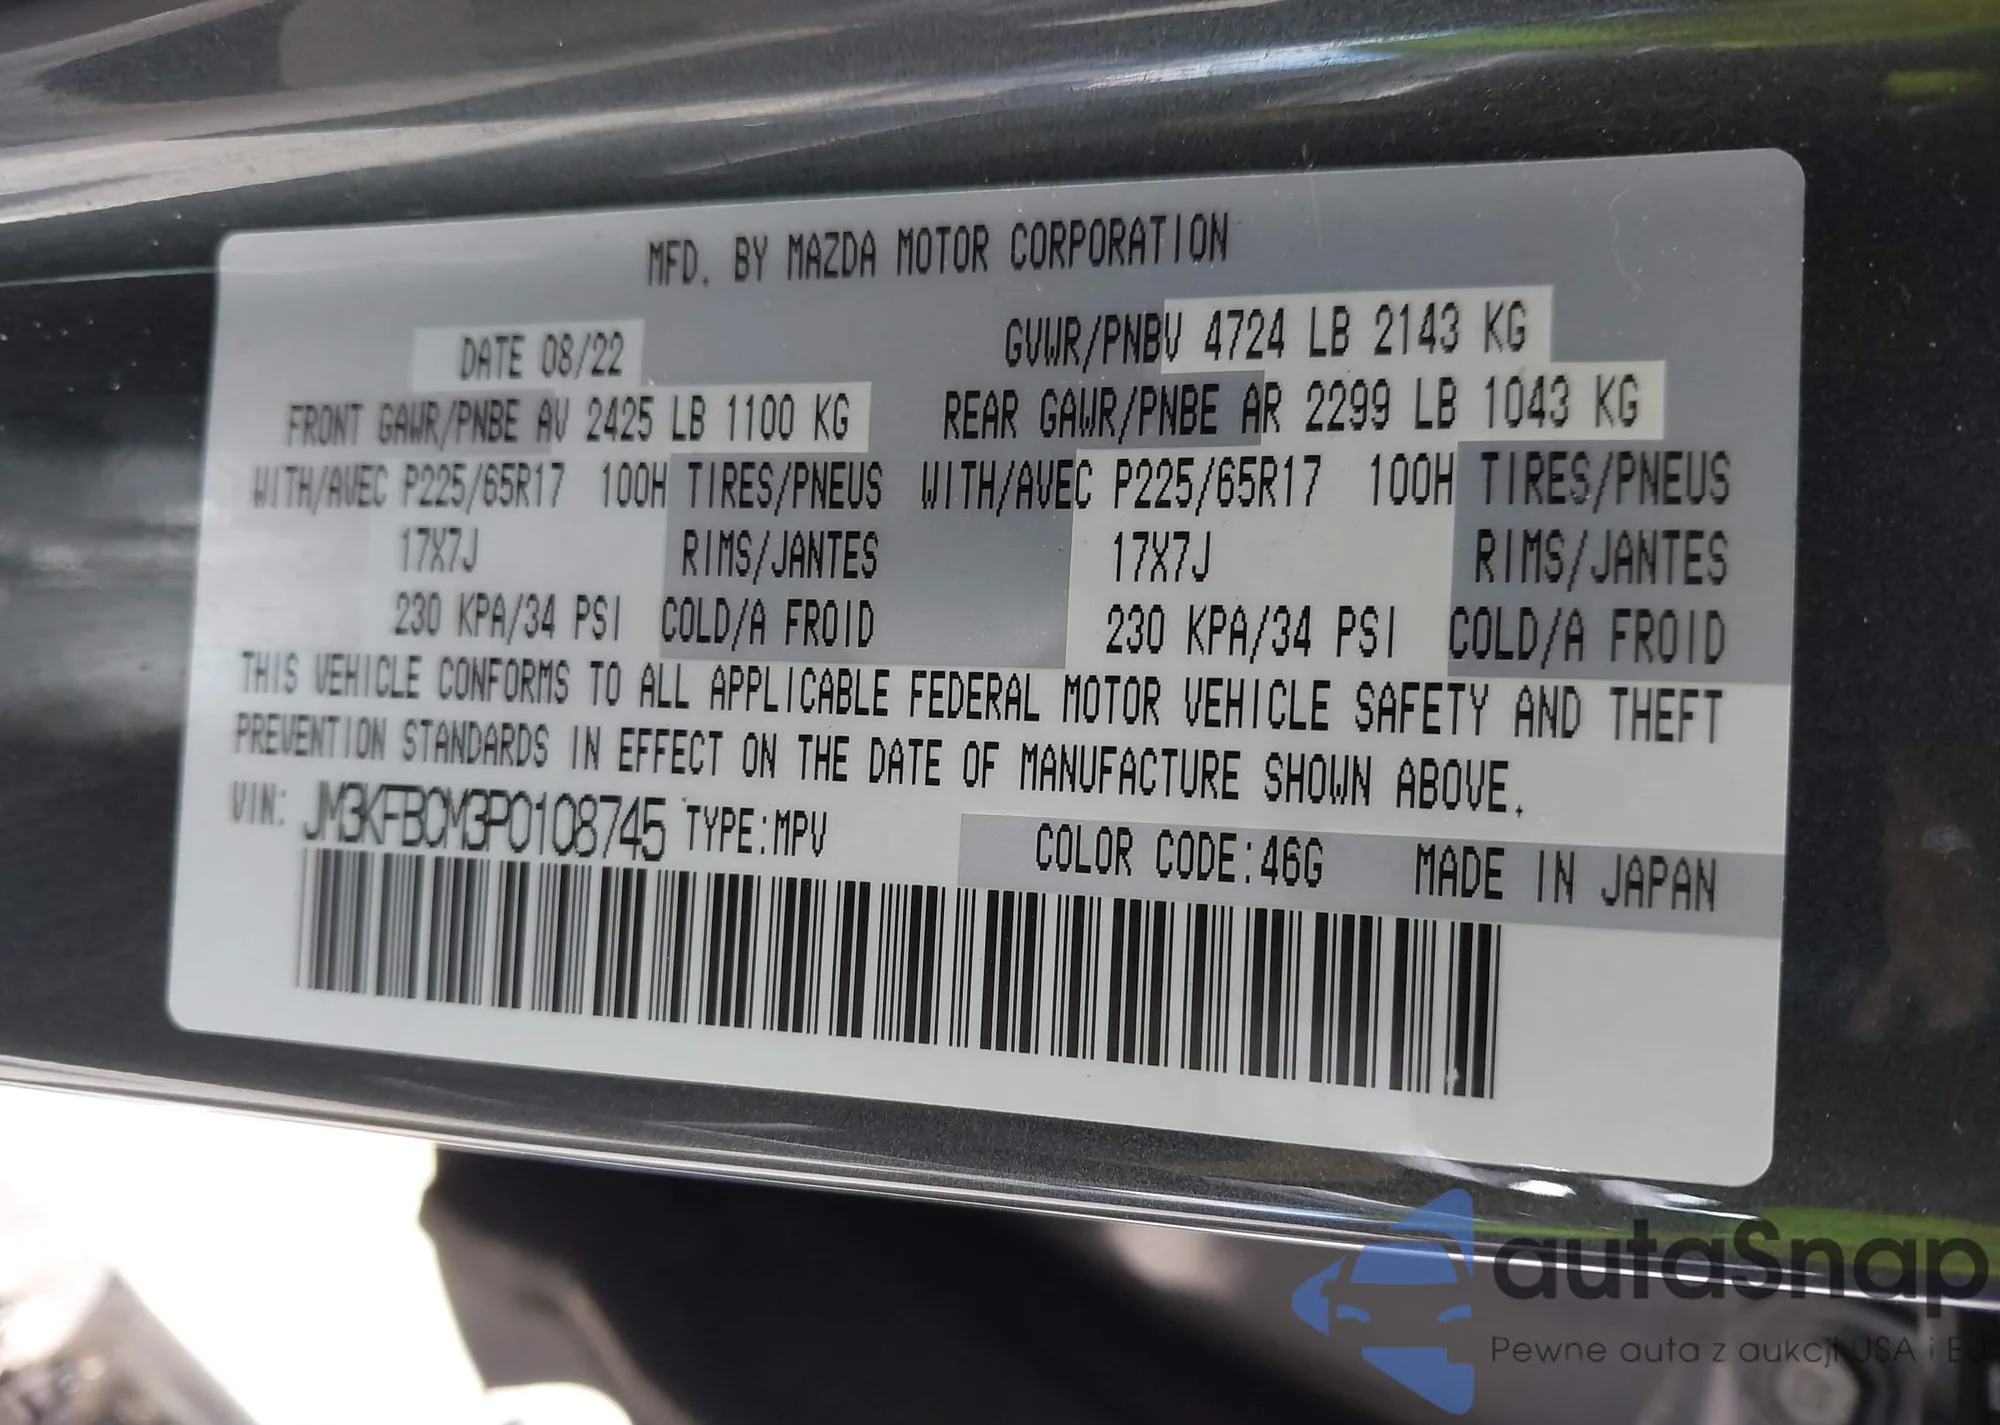 MFD. BY MAZDA MOTOR CORPORATION
DATE 08/22 GVWR/PNBV 4724 LB 2143 KG
FRONT GAWR/PNBE AV 2425 LB 1100 KG REAR GAWR/PNBE AR 2299 LB 1043 KG
WITH/AVEC P225/65R17 100H TIRES/PNEUS WITH/AVEC P225/65R17 100H TIRES/PNEUS
17X7J RIMS/JANTES 17X7J RIMS/JANTES
230 KPA/34 PSI COLD/A FROID 230 KPA/34 PSI COLD/A FROID
THIS VEHICLE CONFORMS TO ALL APPLICABLE FEDERAL MOTOR VEHICLE SAFETY AND THEFT
PREVENTION STANDARDS IN EFFECT ON THE DATE OF MANUFACTURE SHOWN ABOVE.
VIN: JM3KFBCM3P0108745 TYPE:MPV COLOR CODE:46G MADE IN JAPAN
autaSnap
Pewne auta z aukcji USA i EU